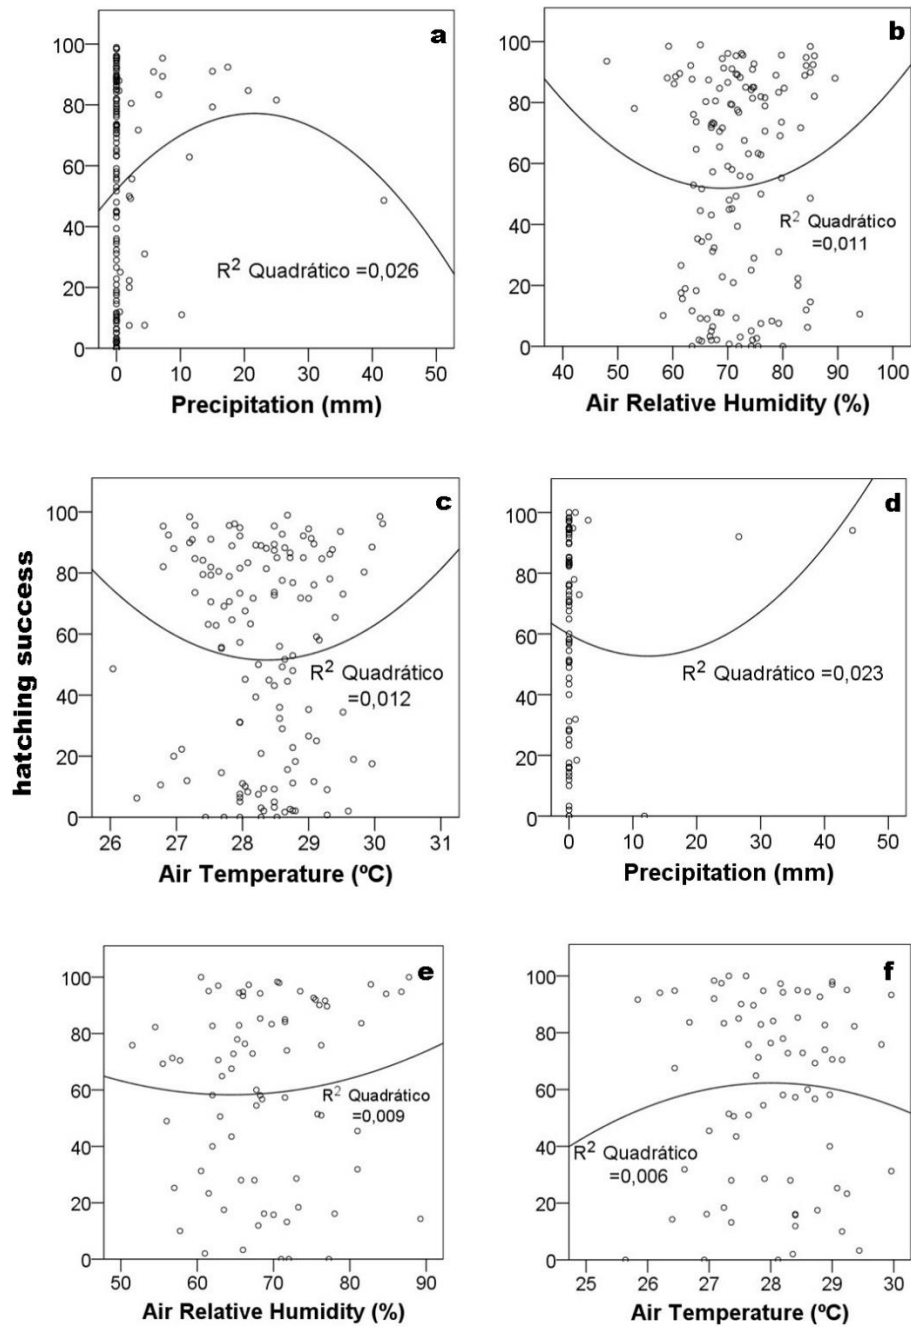 a
100
80
60
40
20
0
R² Quadrático =0,026
0 10 20 30 40 50
Precipitation (mm)
b
100
80
60
40
20
0
R² Quadrático
=0,011
40 50 60 70 80 90 100
Air Relative Humidity (%)
hatching success
c
100
80
60
40
20
0
R² Quadrático
=0,012
26 27 28 29 30 31
Air Temperature (ºC)
d
100
80
60
40
20
0
R² Quadrático =0,023
0 10 20 30 40 50
Precipitation (mm)
e
100
80
60
40
20
0
R² Quadrático
=0,009
50 60 70 80 90
Air Relative Humidity (%)
f
100
80
60
40
20
0
R² Quadrático
=0,006
25 26 27 28 29 30
Air Temperature (ºC)